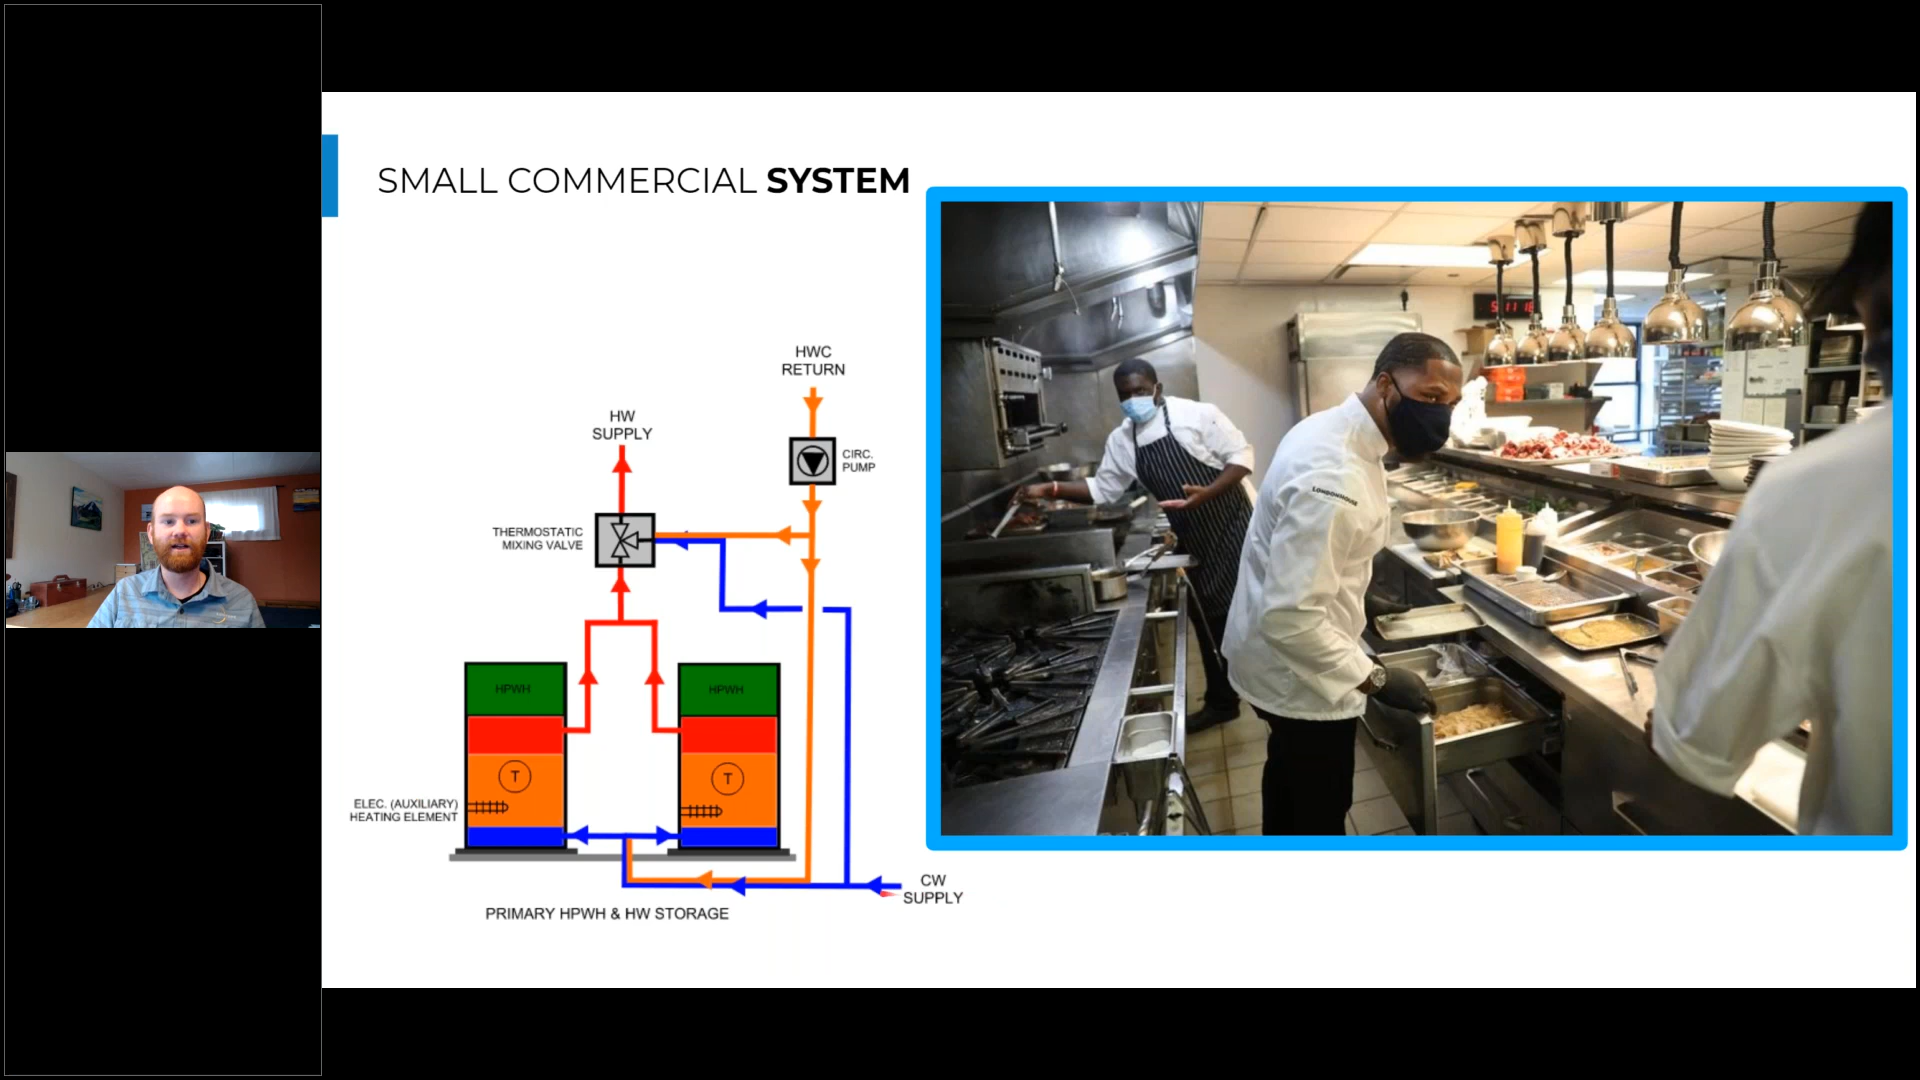 SMALL COMMERCIAL SYSTEM
HWC
RETURN
HW
SUPPLY
CIRC.
PUMP
THERMOSTATIC
MIXING VALVE
HPWH
HPWH
T
T
ELEC. (AUXILIARY)
HEATING ELEMENT
CW
SUPPLY
PRIMARY HPWH & HW STORAGE
LONDONHOUSE